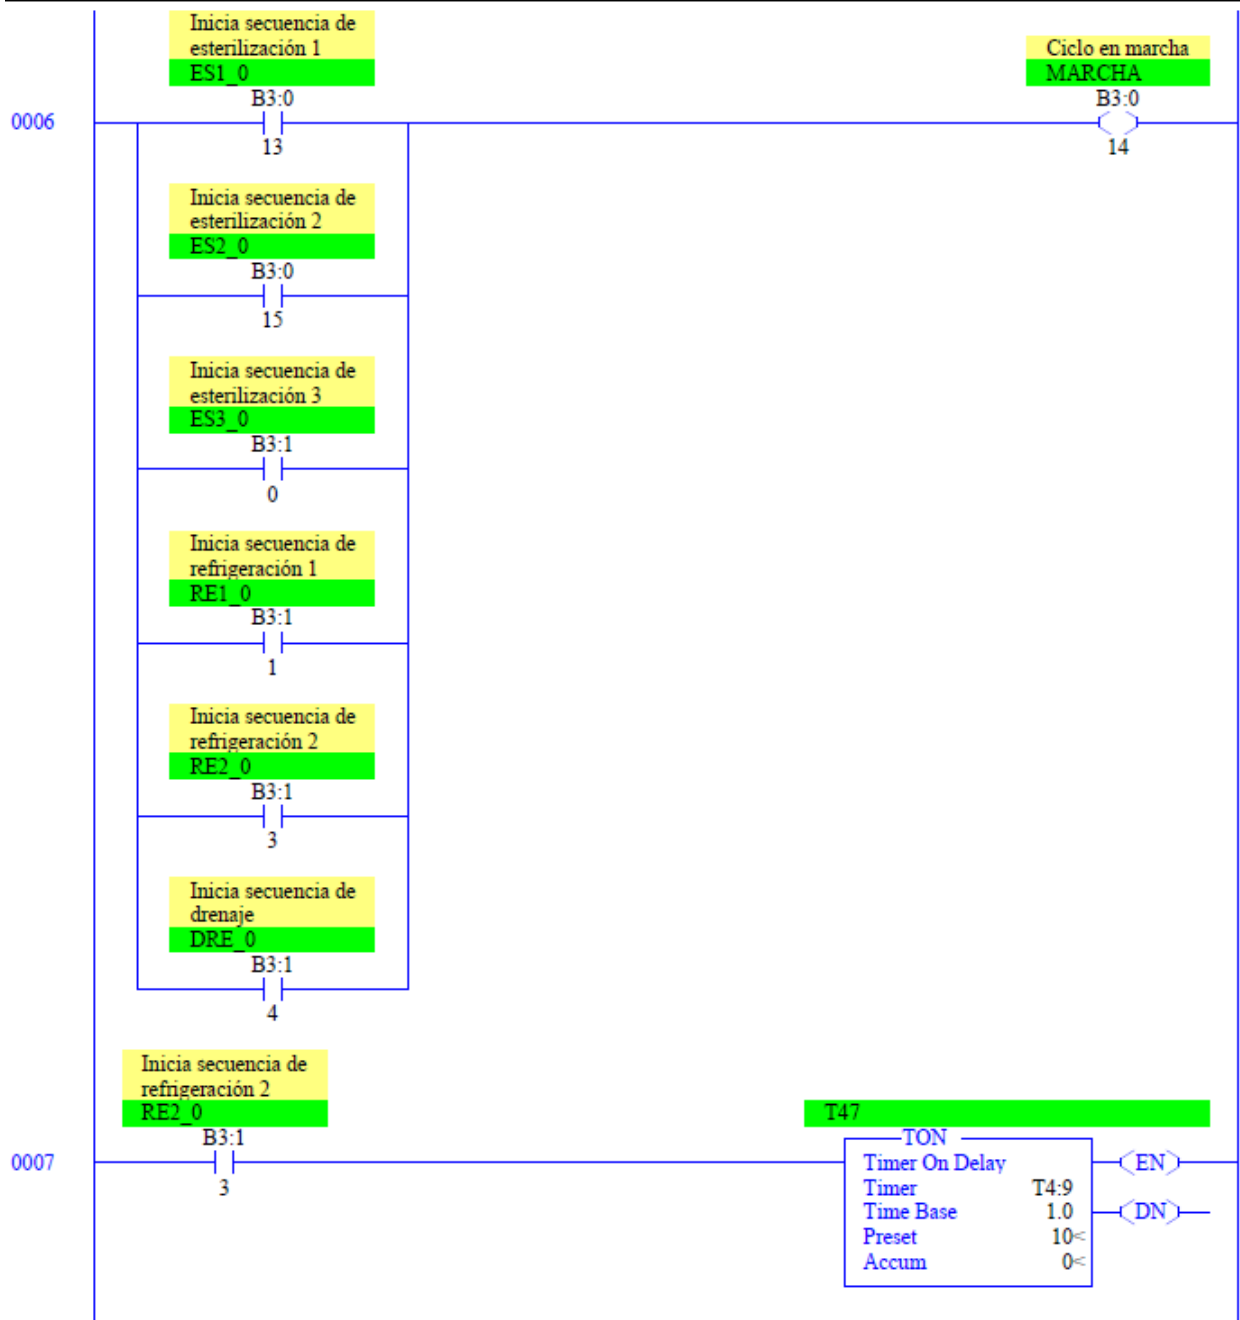 Inicia secuencia de
esterilización 1
ES1_0
B3:0
13
Ciclo en marcha
MARCHA
B3:0
14
0006
Inicia secuencia de
esterilización 2
ES2_0
B3:0
15
Inicia secuencia de
esterilización 3
ES3_0
B3:1
0
Inicia secuencia de
refrigeración 1
RE1_0
B3:1
1
Inicia secuencia de
refrigeración 2
RE2_0
B3:1
3
Inicia secuencia de
drenaje
DRE_0
B3:1
4
Inicia secuencia de
refrigeración 2
RE2_0
B3:1
3
0007
T47
TON
Timer On Delay
Timer T4:9
Time Base 1.0
Preset 10<
Accum 0<
EN
DN